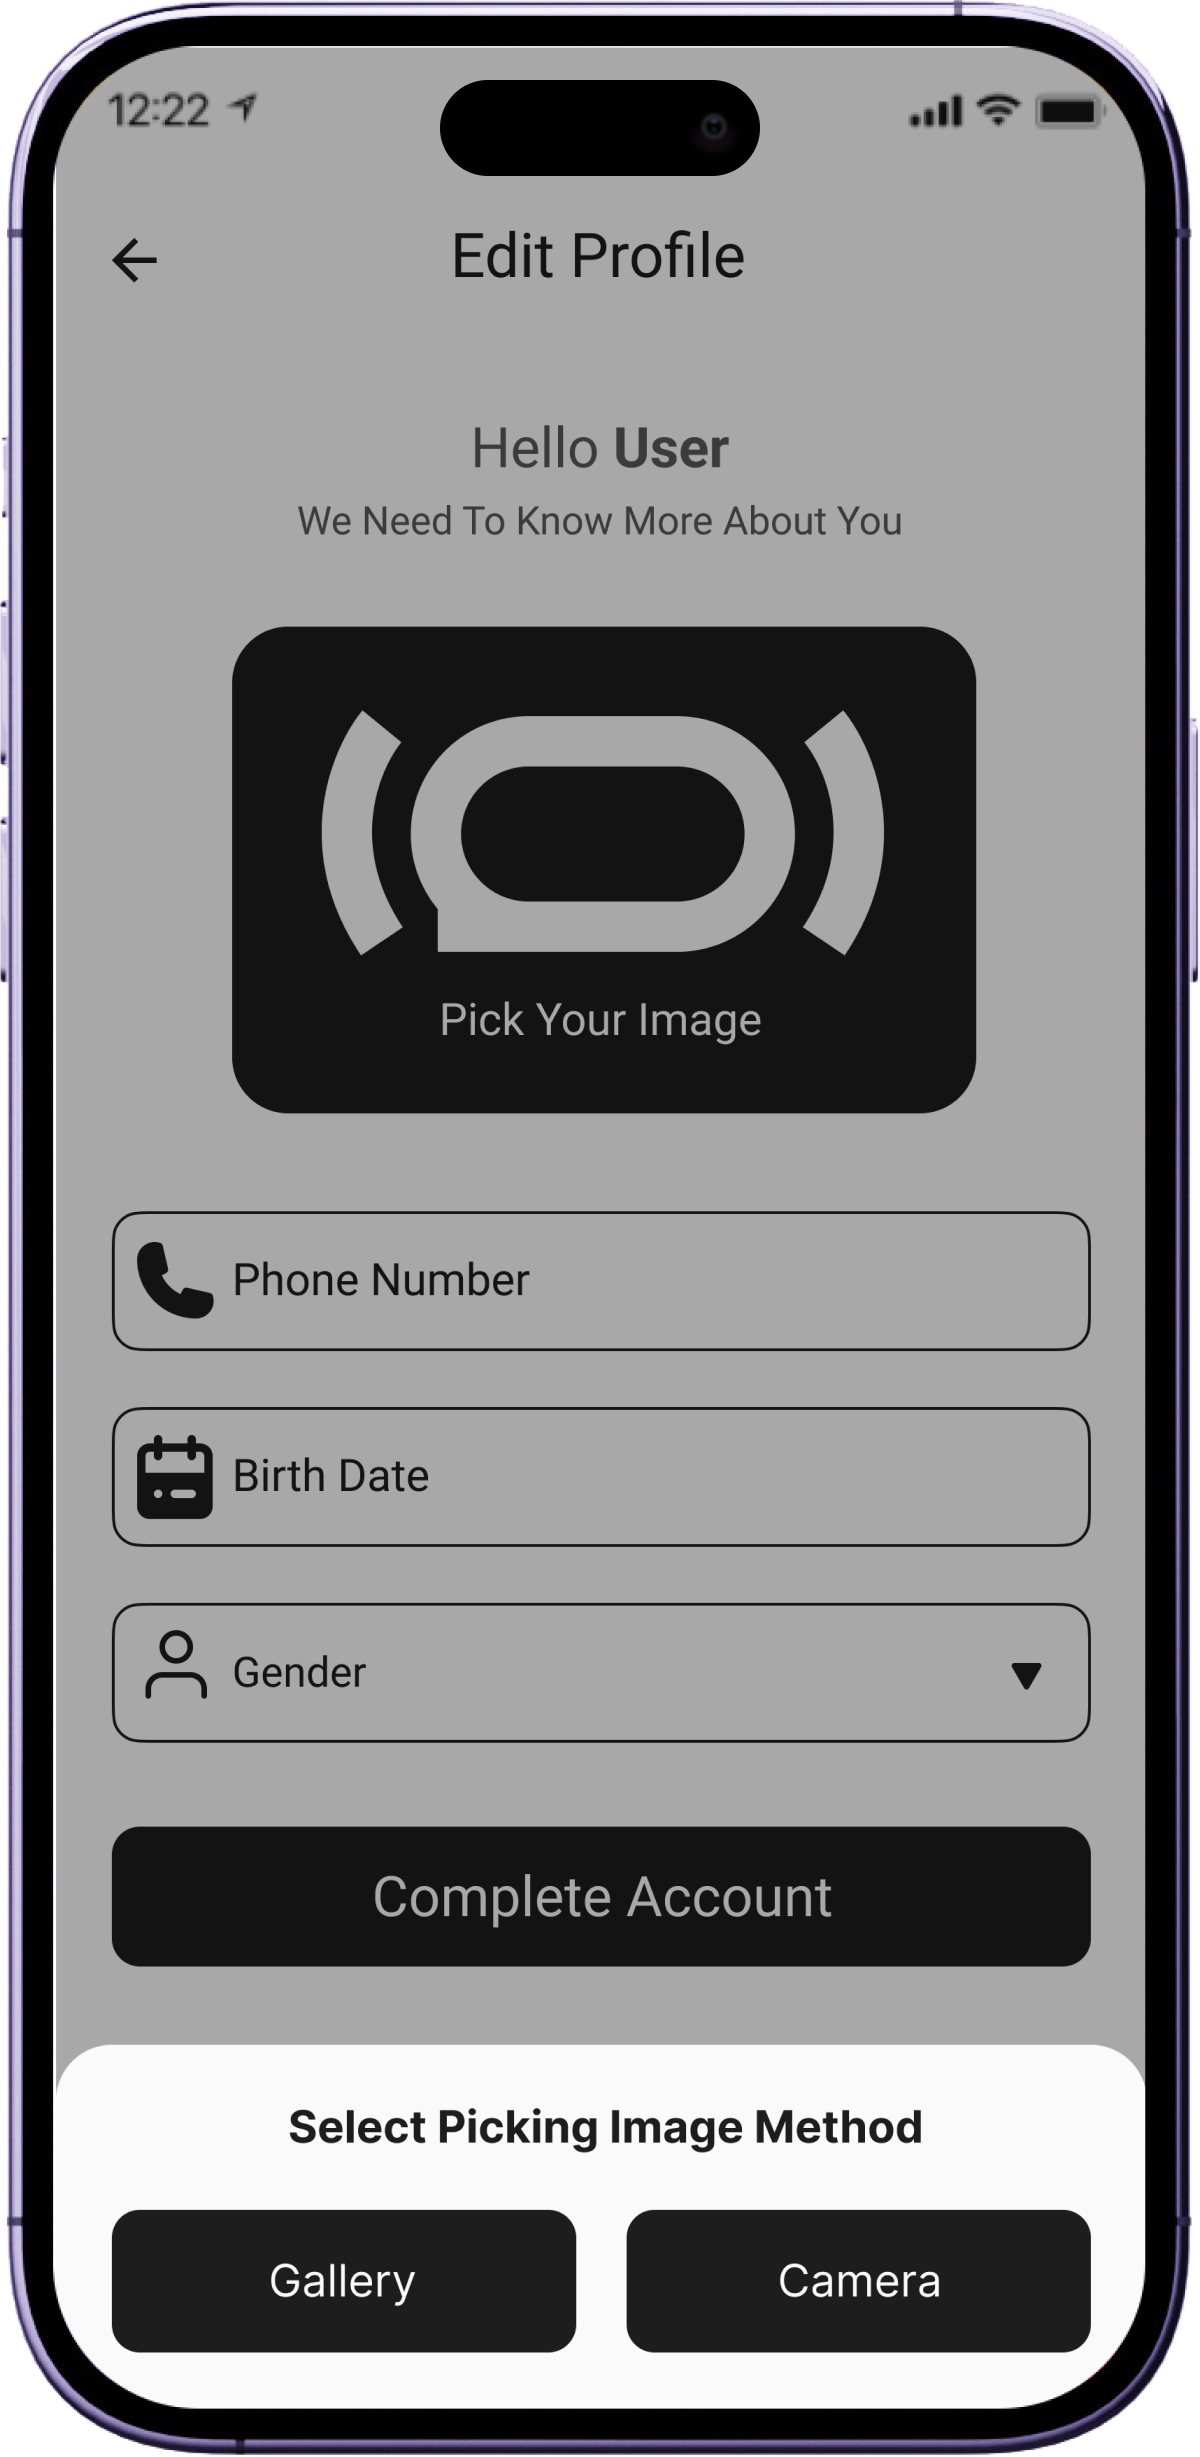 12:22
Edit Profile
Hello User
We Need To Know More About You
Pick Your Image
Phone Number
Birth Date
Gender
Complete Account
Select Picking Image Method
Gallery
Camera